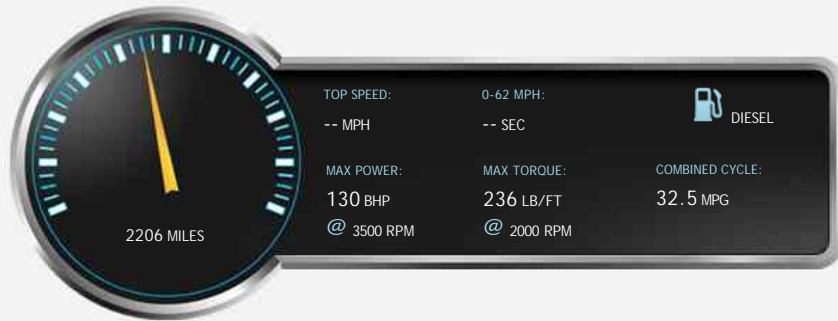 TOP SPEED:
-- MPH
0-62 MPH:
-- SEC
DIESEL
MAX POWER:
130 BHP
@ 3500 RPM
MAX TORQUE:
236 LB/FT
@ 2000 RPM
COMBINED CYCLE:
32.5 MPG
2206 MILES